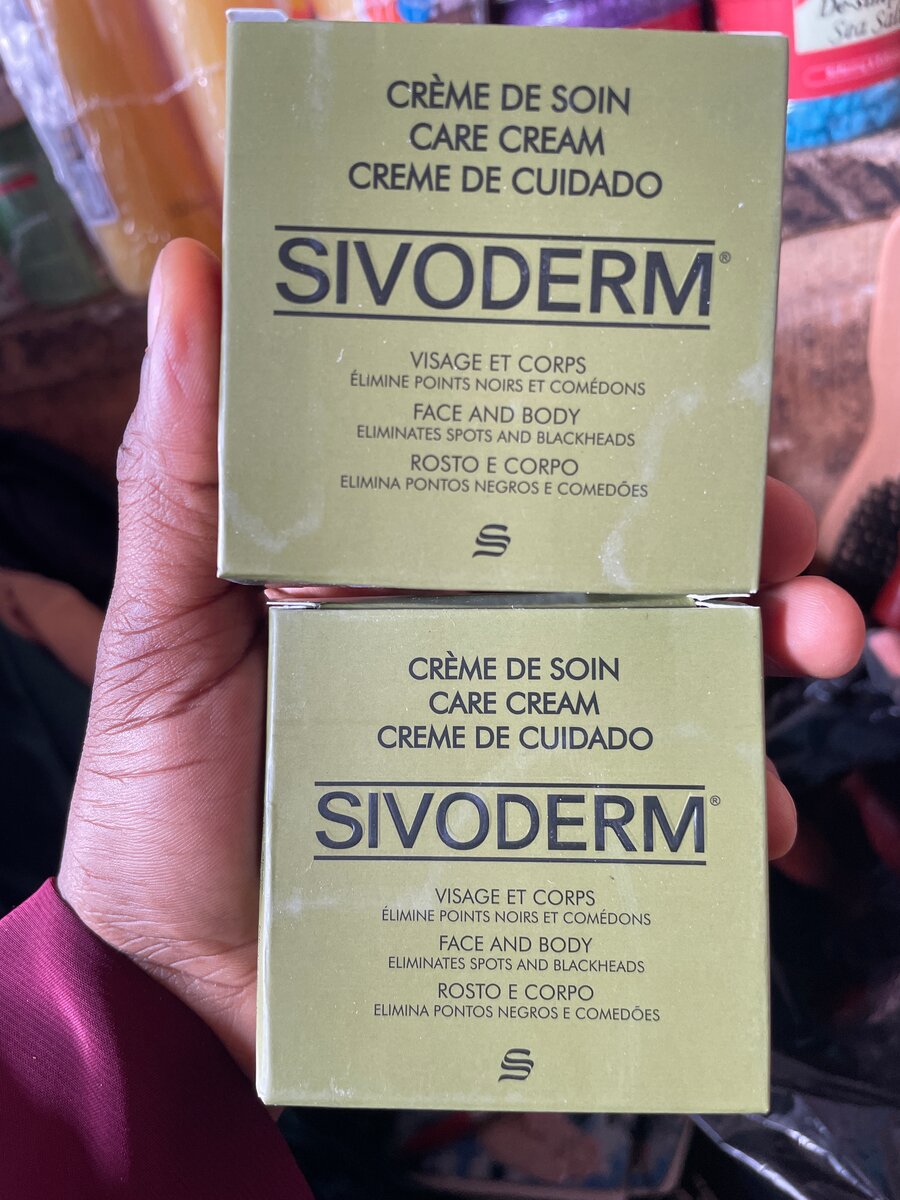 De
Sea Sal
CRÈME DE SOIN
CARE CREAM
CREME DE CUIDADO
SIVODERM®
VISAGE ET CORPS
ÉLIMINE POINTS NOIRS ET COMÉDONS
FACE AND BODY
ELIMINATES SPOTS AND BLACKHEADS
ROSTO E CORPO
ELIMINA PONTOS NEGROS E COMEDÕES
S
CRÈME DE SOIN
CARE CREAM
CREME DE CUIDADO
SIVODERM®
VISAGE ET CORPS
ÉLIMINE POINTS NOIRS ET COMÉDONS
FACE AND BODY
ELIMINATES SPOTS AND BLACKHEADS
ROSTO E CORPO
ELIMINA PONTOS NEGROS E COMEDÕES
S